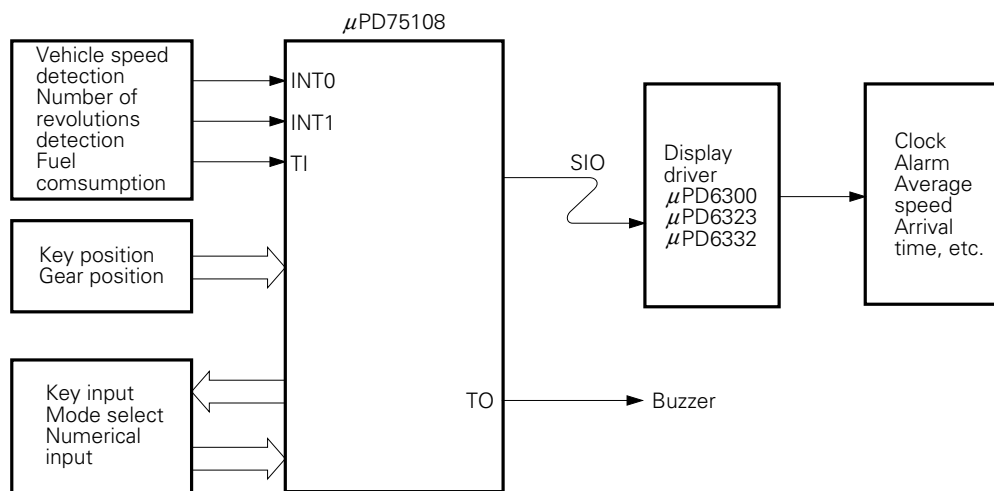 μPD75108
Vehicle speed
detection
Number of
revolutions
detection
Fuel
comsumption
INT0
INT1
TI
Key position
Gear position
Key input
Mode select
Numerical
input
SIO
TO
Display
driver
μPD6300
μPD6323
μPD6332
Clock
Alarm
Average
speed
Arrival
time, etc.
Buzzer